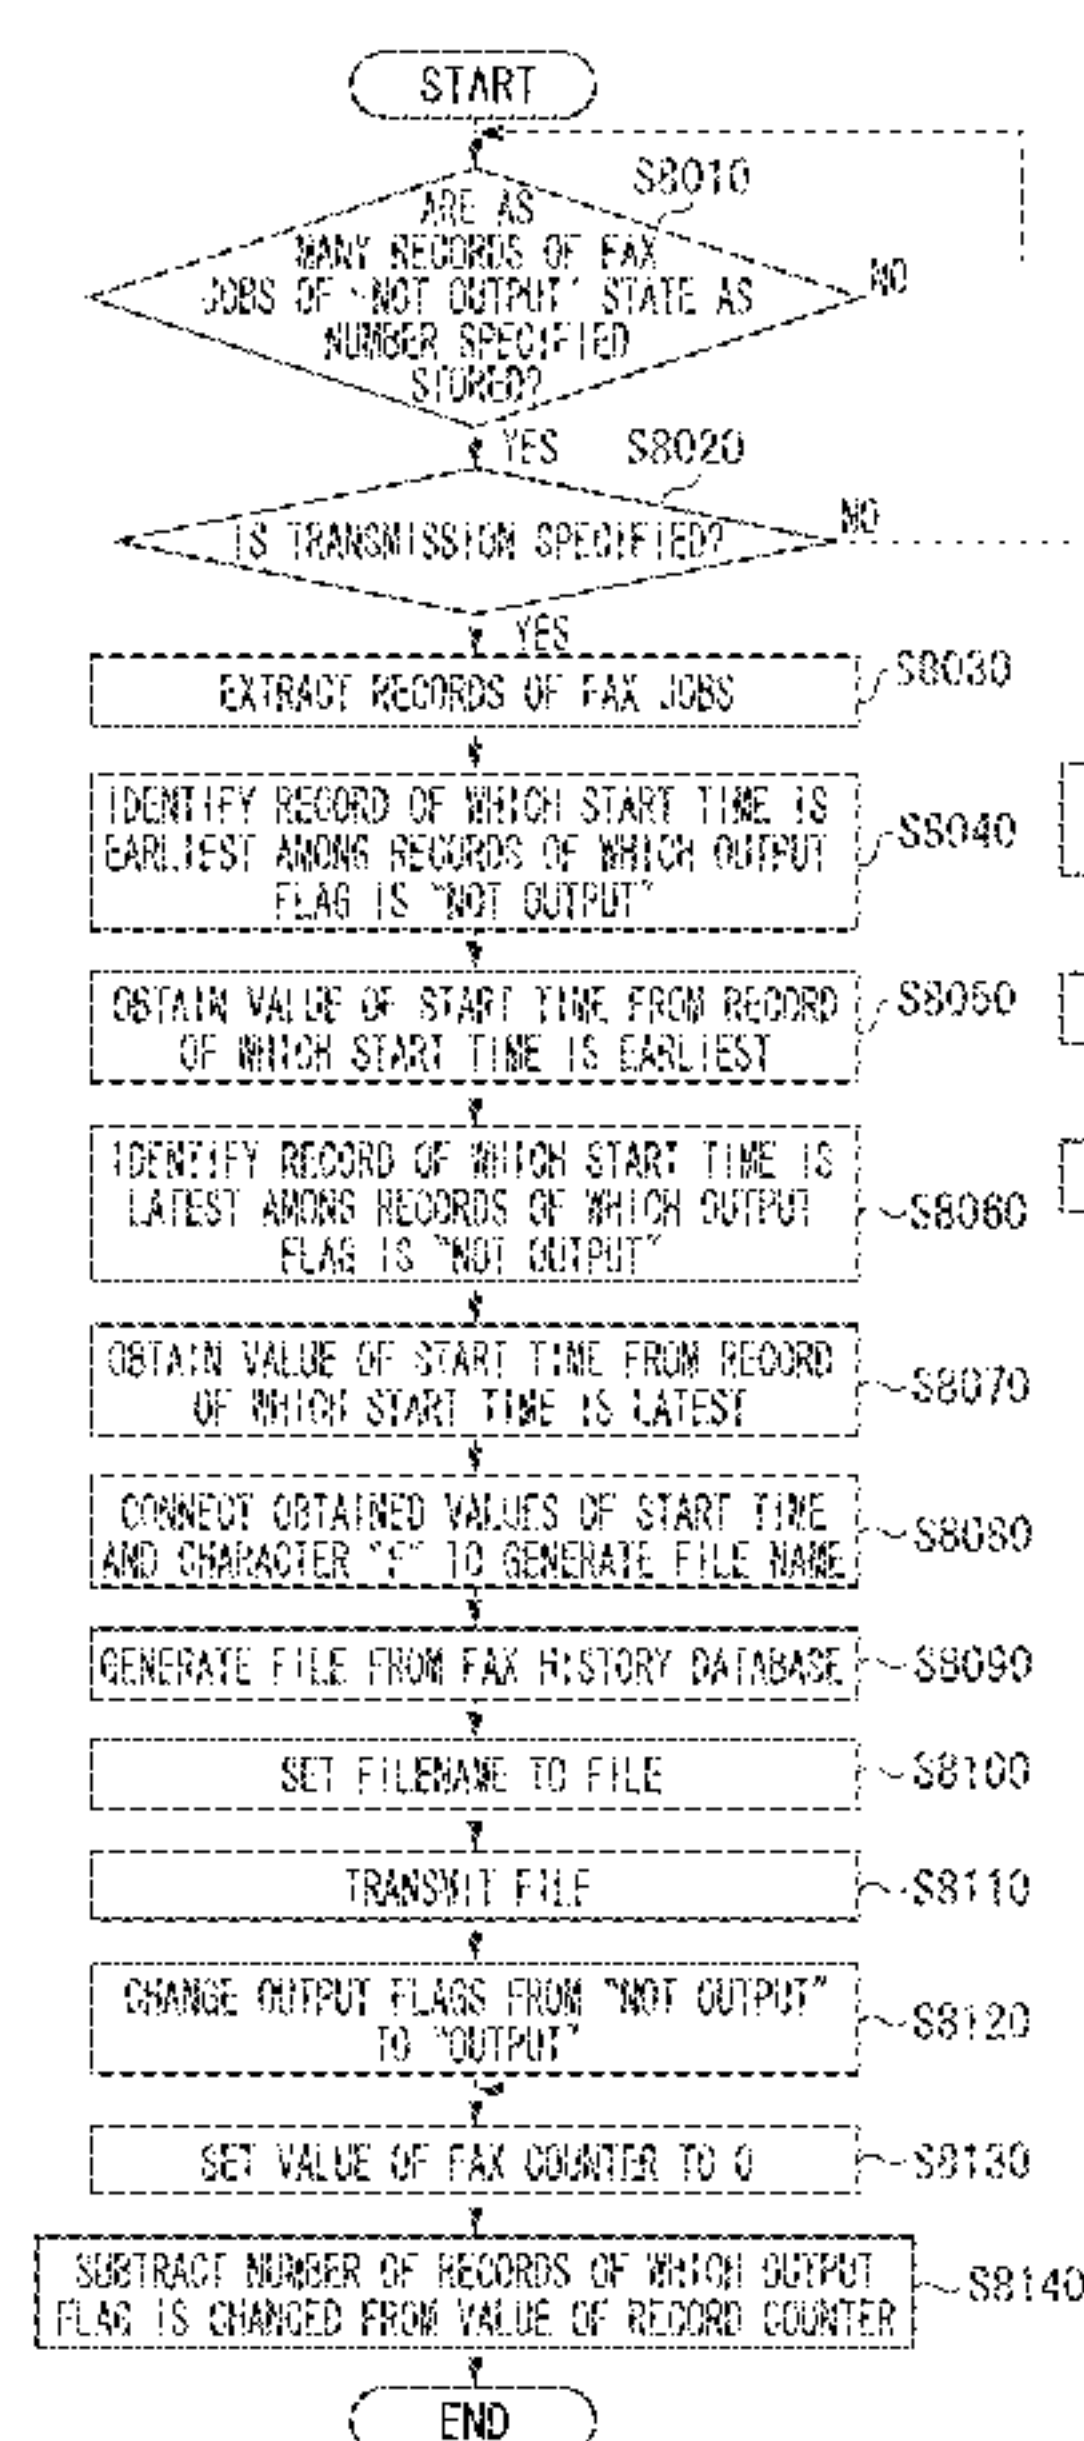 START
S8010
ARE AS
MANY RECORDS OF FAX
JOBS OF "NOT OUTPUT" STATE AS
NUMBER SPECIFIED
STORED?
NO
YES
S8020
IS TRANSMISSION SPECIFIED?
NO
YES
EXTRACT RECORDS OF FAX JOBS
S8030
IDENTIFY RECORD OF WHICH START TIME IS
EARLIEST AMONG RECORDS OF WHICH OUTPUT
FLAG IS "NOT OUTPUT"
S8040
OBTAIN VALUE OF START TIME FROM RECORD
OF WHICH START TIME IS EARLIEST
S8050
IDENTIFY RECORD OF WHICH START TIME IS
LATEST AMONG RECORDS OF WHICH OUTPUT
FLAG IS "NOT OUTPUT"
S8060
OBTAIN VALUE OF START TIME FROM RECORD
OF WHICH START TIME IS LATEST
S8070
CONNECT OBTAINED VALUES OF START TIME
AND CHARACTER "F" TO GENERATE FILE NAME
S8080
GENERATE FILE FROM FAX HISTORY DATABASE
S8090
SET FILENAME TO FILE
S8100
TRANSMIT FILE
S8110
CHANGE OUTPUT FLAGS FROM "NOT OUTPUT"
TO "OUTPUT"
S8120
SET VALUE OF FAX COUNTER TO 0
S8130
SUBTRACT NUMBER OF RECORDS OF WHICH OUTPUT
FLAG IS CHANGED FROM VALUE OF RECORD COUNTER
S8140
END